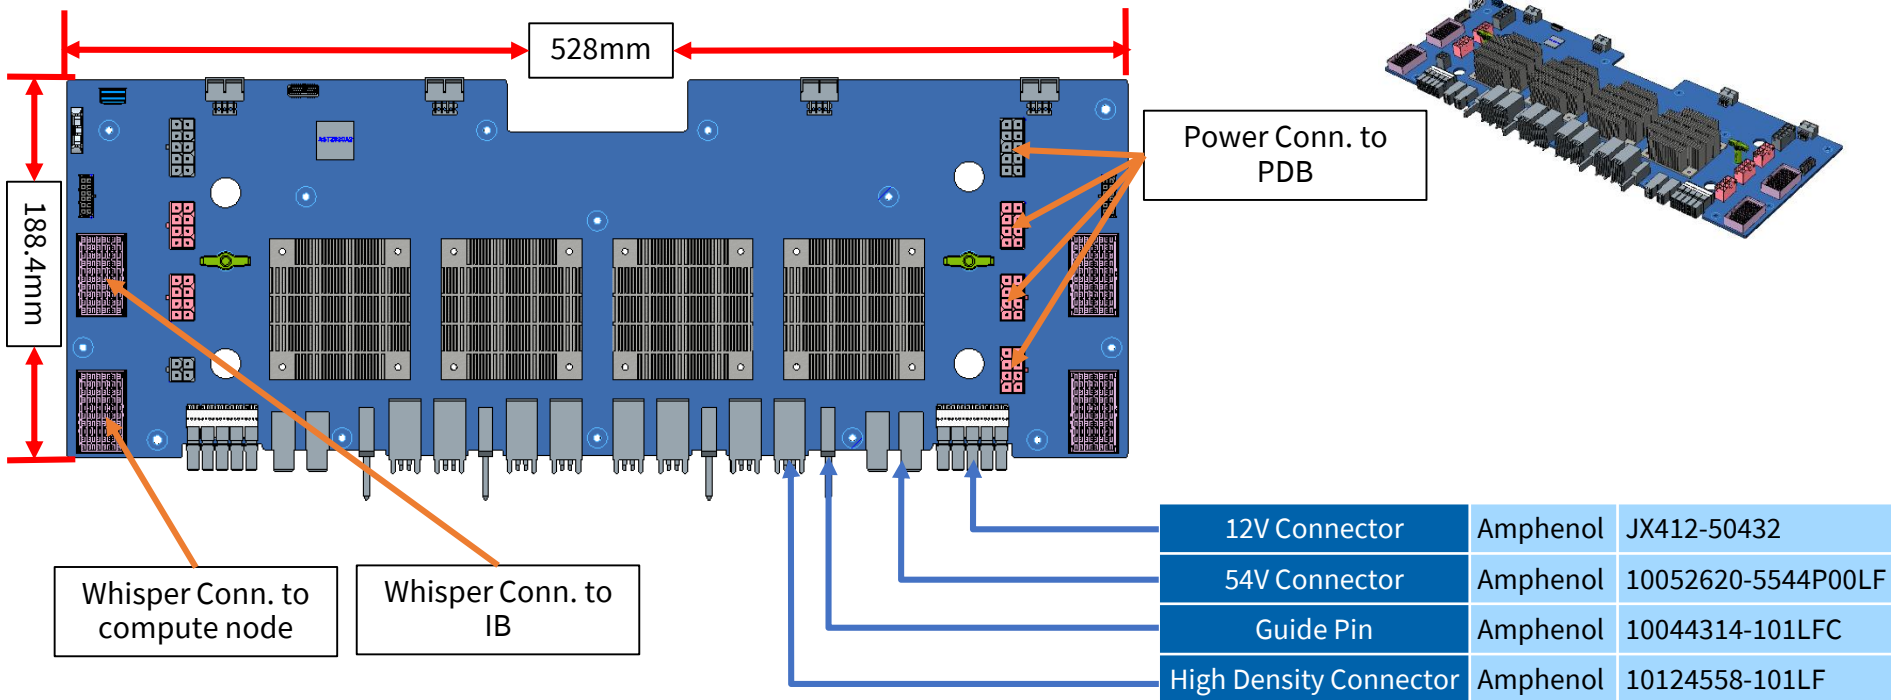 528mm
188.4mm
Power Conn. to
PDB
Whisper Conn. to
compute node
Whisper Conn. to
IB
12V Connector Amphenol JX412-50432
54V Connector Amphenol 10052620-5544P00LF
Guide Pin Amphenol 10044314-101LFC
High Density Connector Amphenol 10124558-101LF